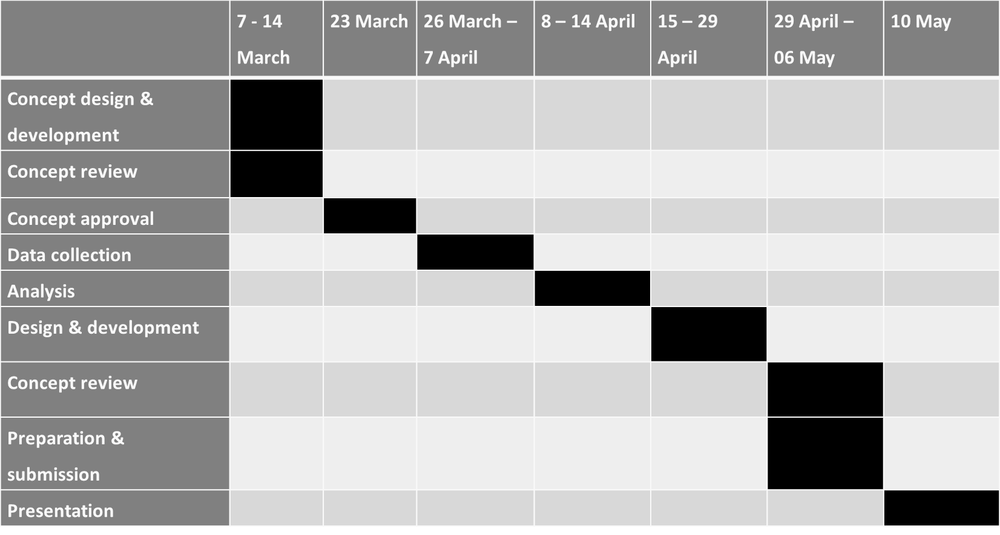 7 - 14
March
23 March
26 March –
7 April
8 – 14 April
15 – 29
April
29 April –
06 May
10 May
Concept design &
development
Concept review
Concept approval
Data collection
Analysis
Design & development
Concept review
Preparation &
submission
Presentation